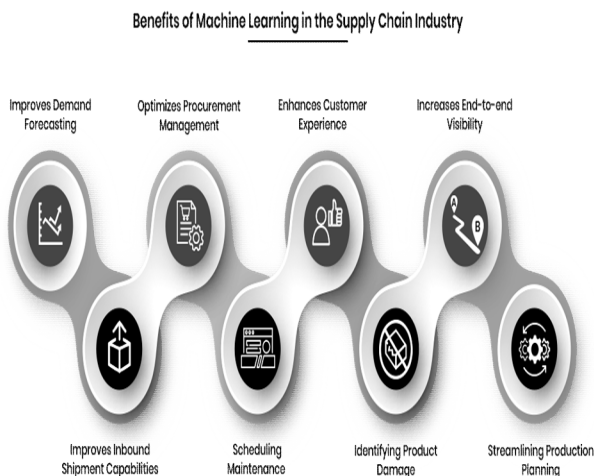 Benefits of Machine Learning in the Supply Chain Industry
Improves Demand
Forecasting
Optimizes Procurement
Management
Enhances Customer
Experience
Increases End-to-end
Visibility
A
B
Improves Inbound
Shipment Capabilities
Scheduling
Maintenance
Identifying Product
Damage
Streamlining Production
Planning